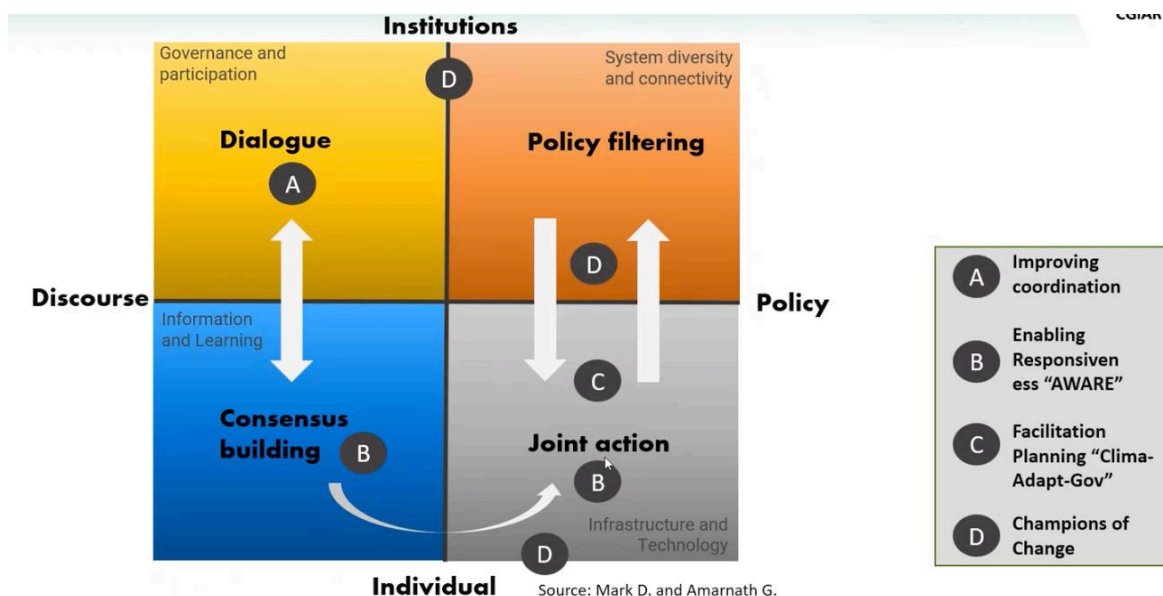 CGIAR
Institutions
Governance and
participation
D
System diversity
and connectivity
Dialogue
A
Policy filtering
D
Discourse
Policy
Information
and Learning
C
Consensus
building
B
Joint action
B
Infrastructure and
Technology
D
Individual
Source: Mark D. and Amarnath G.
A
Improving
coordination
B
Enabling
Responsiven
ess “AWARE”
C
Facilitation
Planning “Clima-
Adapt-Gov”
D
Champions of
Change